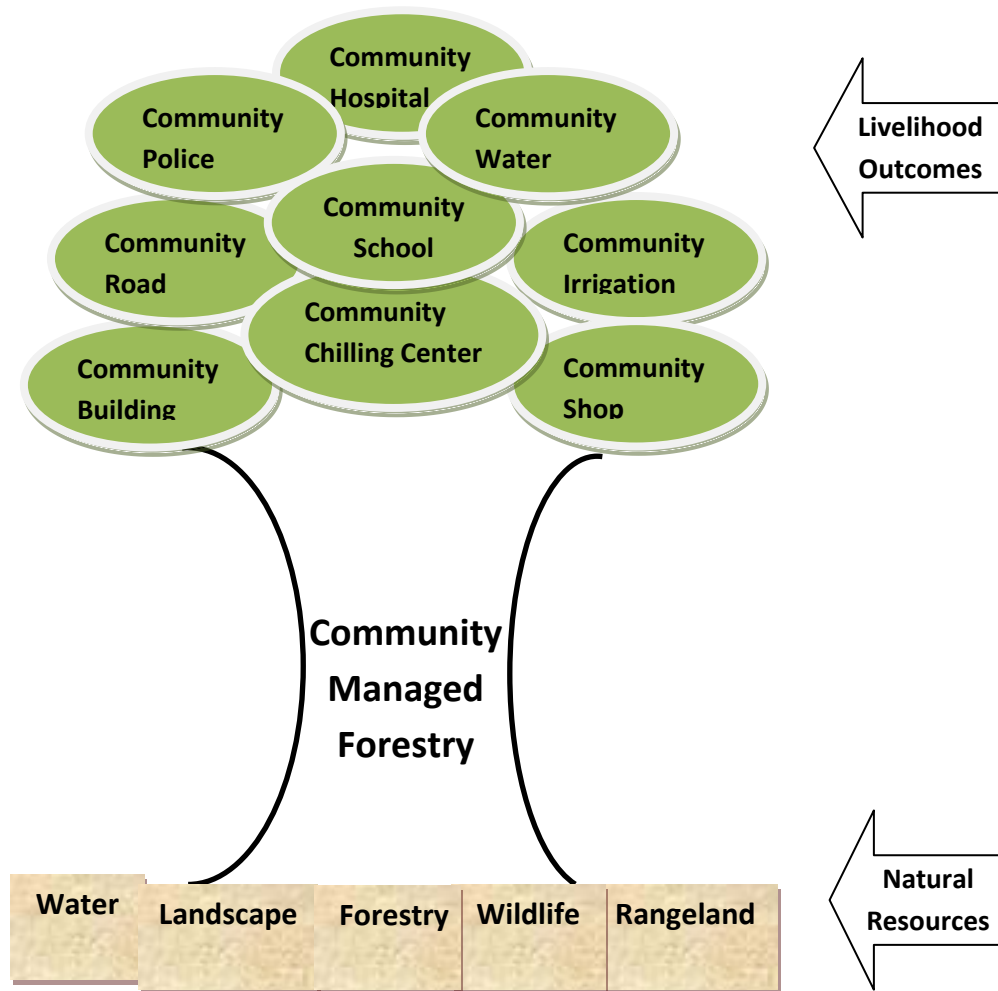 Community
Hospital
Community
Police
Community
Water
Livelihood
Outcomes
Community
School
Community
Road
Community
Irrigation
Community
Chilling Center
Community
Building
Community
Shop
Community
Managed
Forestry
Natural
Resources
Water
Landscape
Forestry
Wildlife
Rangeland